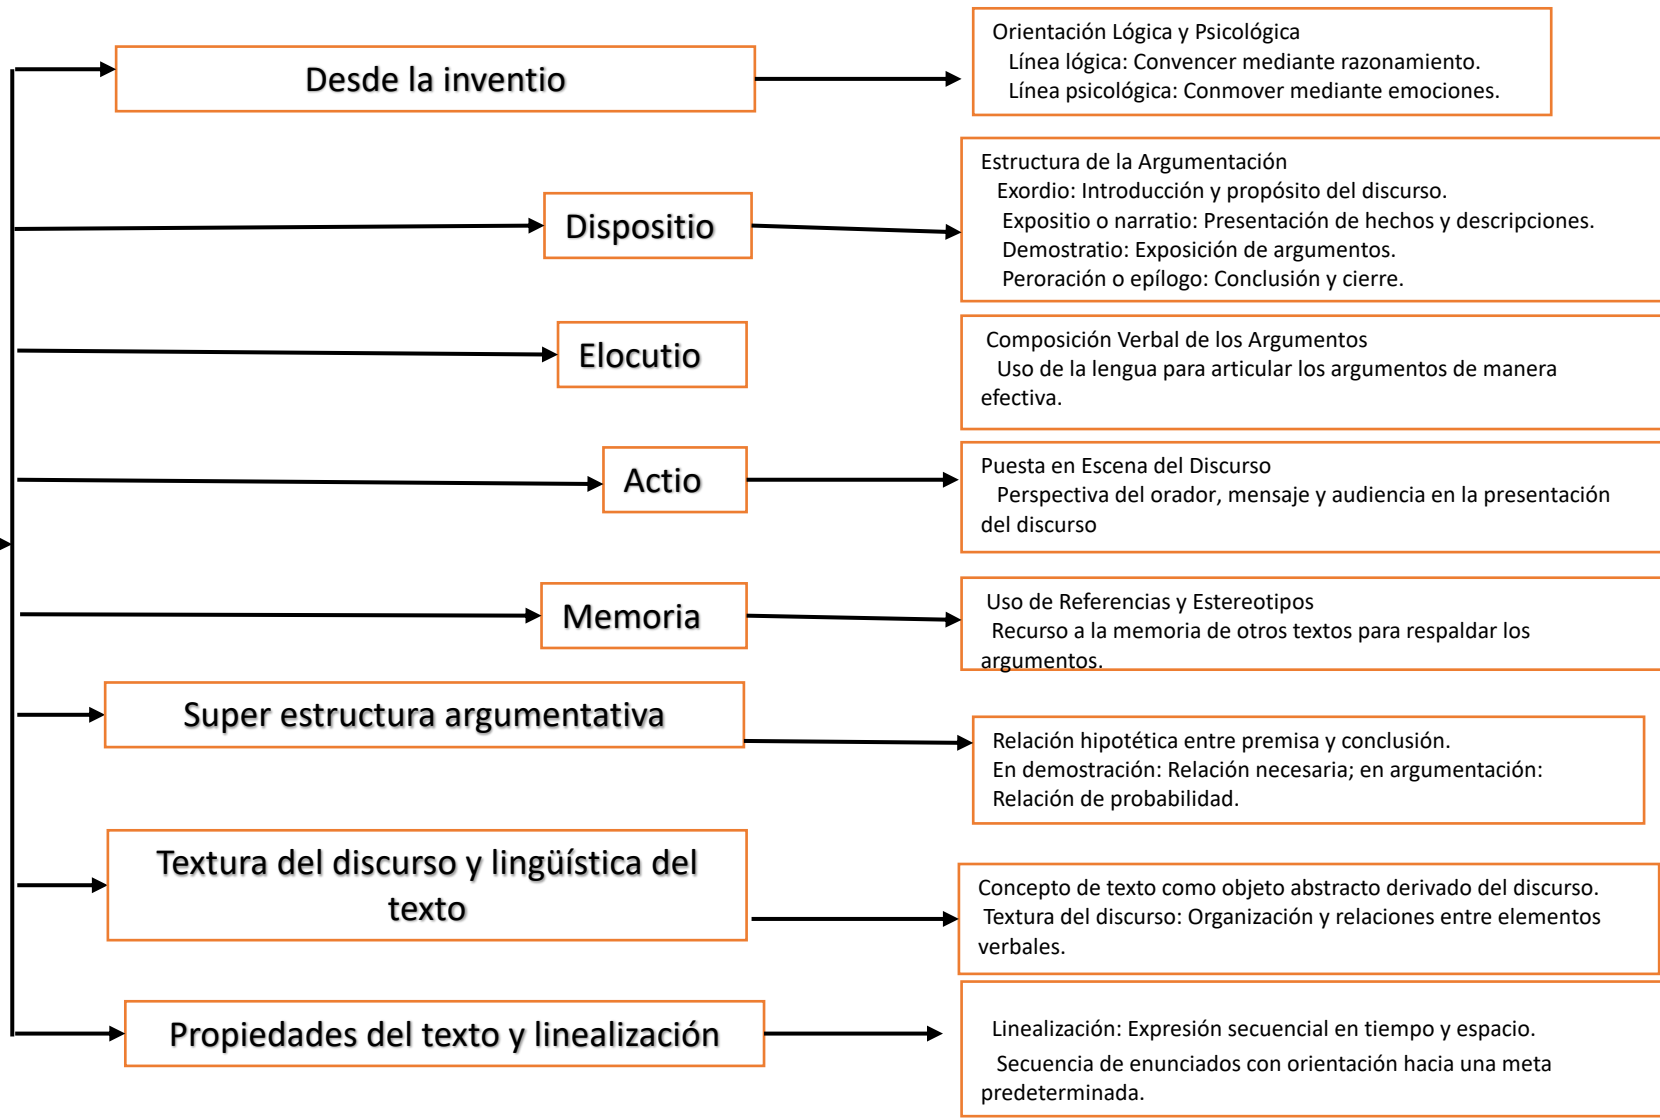 Desde la inventio
Orientación Lógica y Psicológica
Línea lógica: Convencer mediante razonamiento.
Línea psicológica: Conmover mediante emociones.
Dispositio
Estructura de la Argumentación
Exordio: Introducción y propósito del discurso.
Expositio o narratio: Presentación de hechos y descripciones.
Demostratio: Exposición de argumentos.
Peroración o epílogo: Conclusión y cierre.
Elocutio
Composición Verbal de los Argumentos
Uso de la lengua para articular los argumentos de manera
efectiva.
Actio
Puesta en Escena del Discurso
Perspectiva del orador, mensaje y audiencia en la presentación
del discurso
Memoria
Uso de Referencias y Estereotipos
Recurso a la memoria de otros textos para respaldar los
argumentos.
Super estructura argumentativa
Relación hipotética entre premisa y conclusión.
En demostración: Relación necesaria; en argumentación:
Relación de probabilidad.
Textura del discurso y lingüística del
texto
Concepto de texto como objeto abstracto derivado del discurso.
Textura del discurso: Organización y relaciones entre elementos
verbales.
Propiedades del texto y linealización
Linealización: Expresión secuencial en tiempo y espacio.
Secuencia de enunciados con orientación hacia una meta
predeterminada.